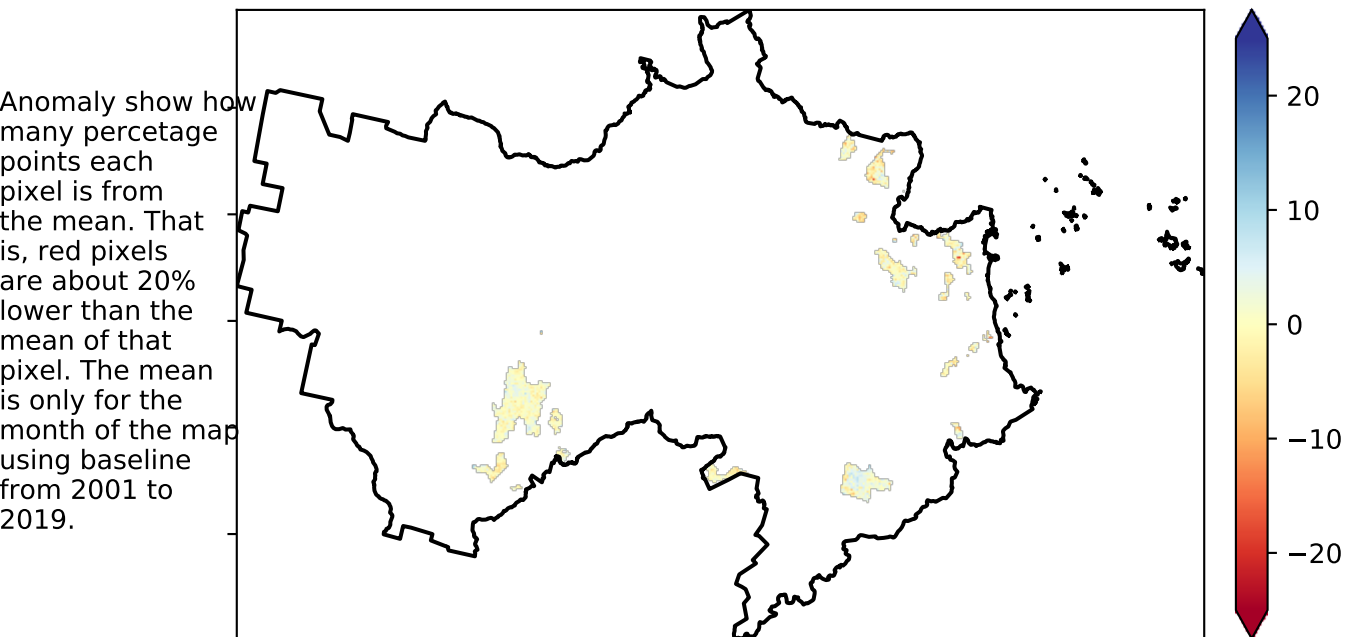 Anomaly show how
many percetage
points each
pixel is from
the mean. That
is, red pixels
are about 20%
lower than the
mean of that
pixel. The mean
is only for the
month of the map
using baseline
from 2001 to
2019.
20
10
0
−10
−20